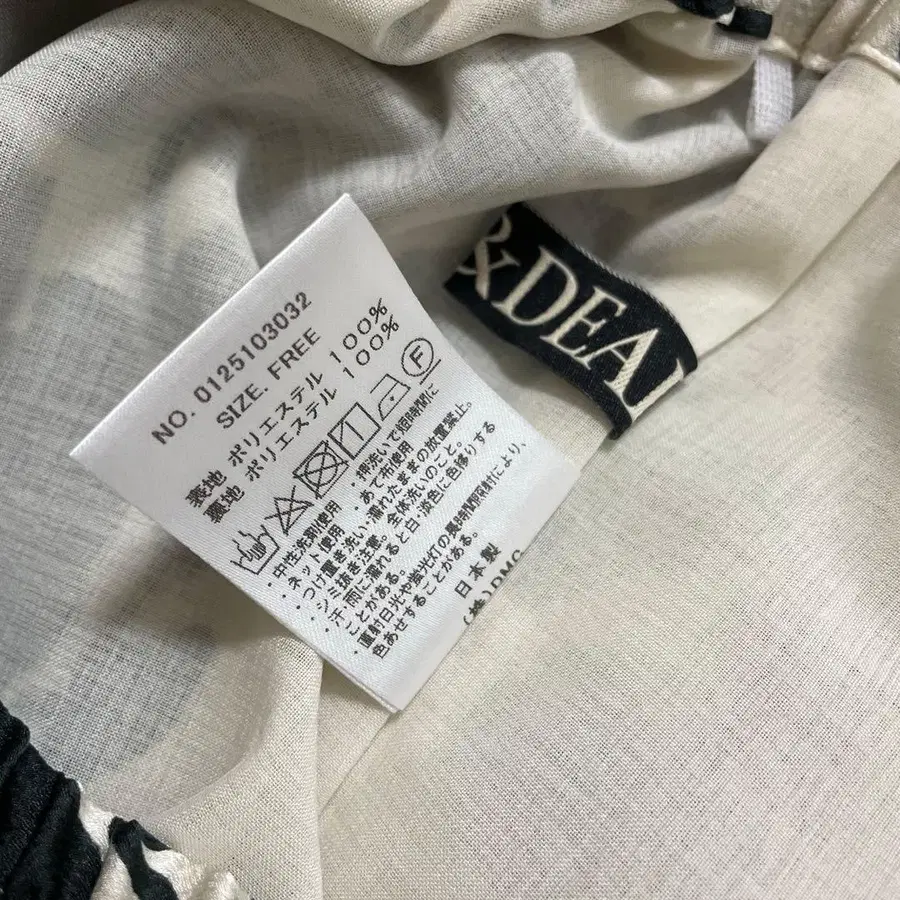 NO. 0125103032
SIZE. FREE
表地 ポリエステル 100%
裏地 ポリエステル 100%
F
・中性洗剤使用 ・押洗いで短時間に
・ネット使用 ・あて布使用
・つけ置き洗い・濡れたままの放置禁止。
・シミ抜き注意。全体洗いのこと。
・汗・雨に濡れると白・淡色に色移りする
ことがある。
・直射日光や蛍光灯の長時間照射により、
色あせすることがある。
日本製
(株)
&DEA